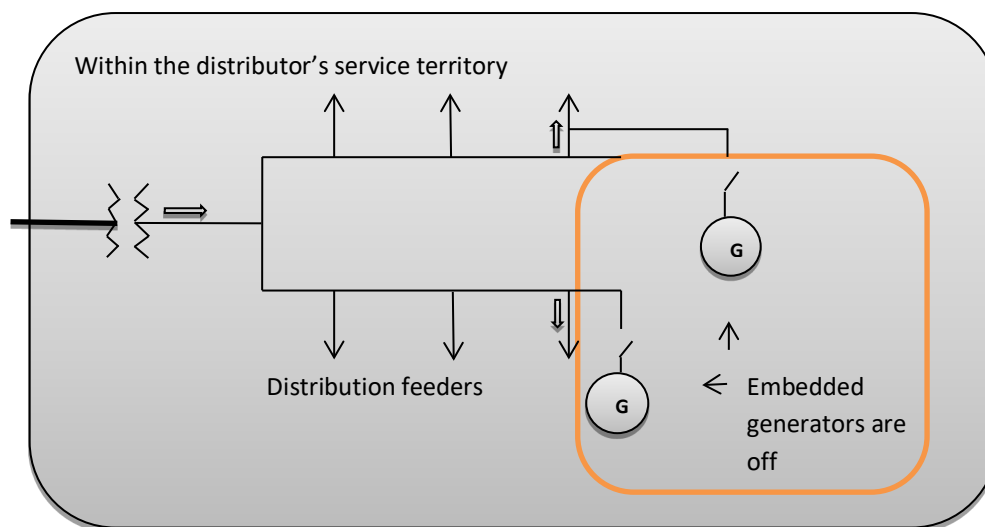 Within the distributor's service territory
G
G
Distribution feeders
Embedded
generators are
off